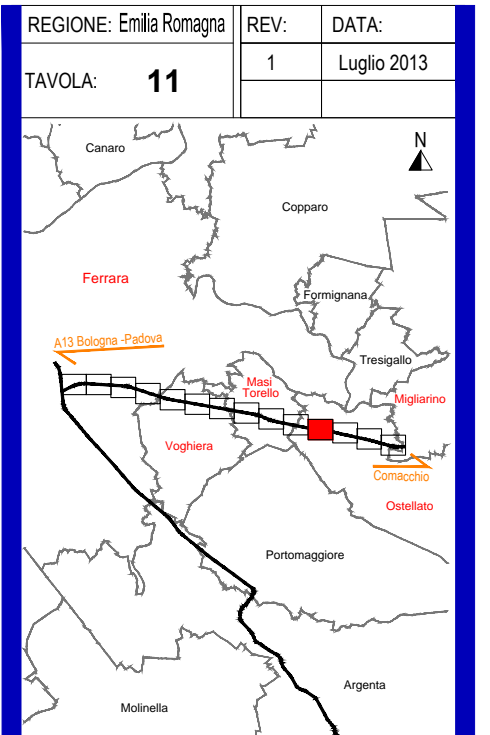 REGIONE: Emilia Romagna
REV:
DATA:
TAVOLA: 11
1
Luglio 2013
Canaro
N
Copparo
Ferrara
Formignana
A13 Bologna -Padova
Tresigallo
Masi
Torello
Migliarino
Voghiera
Comacchio
Ostellato
Portomaggiore
Argenta
Molinella